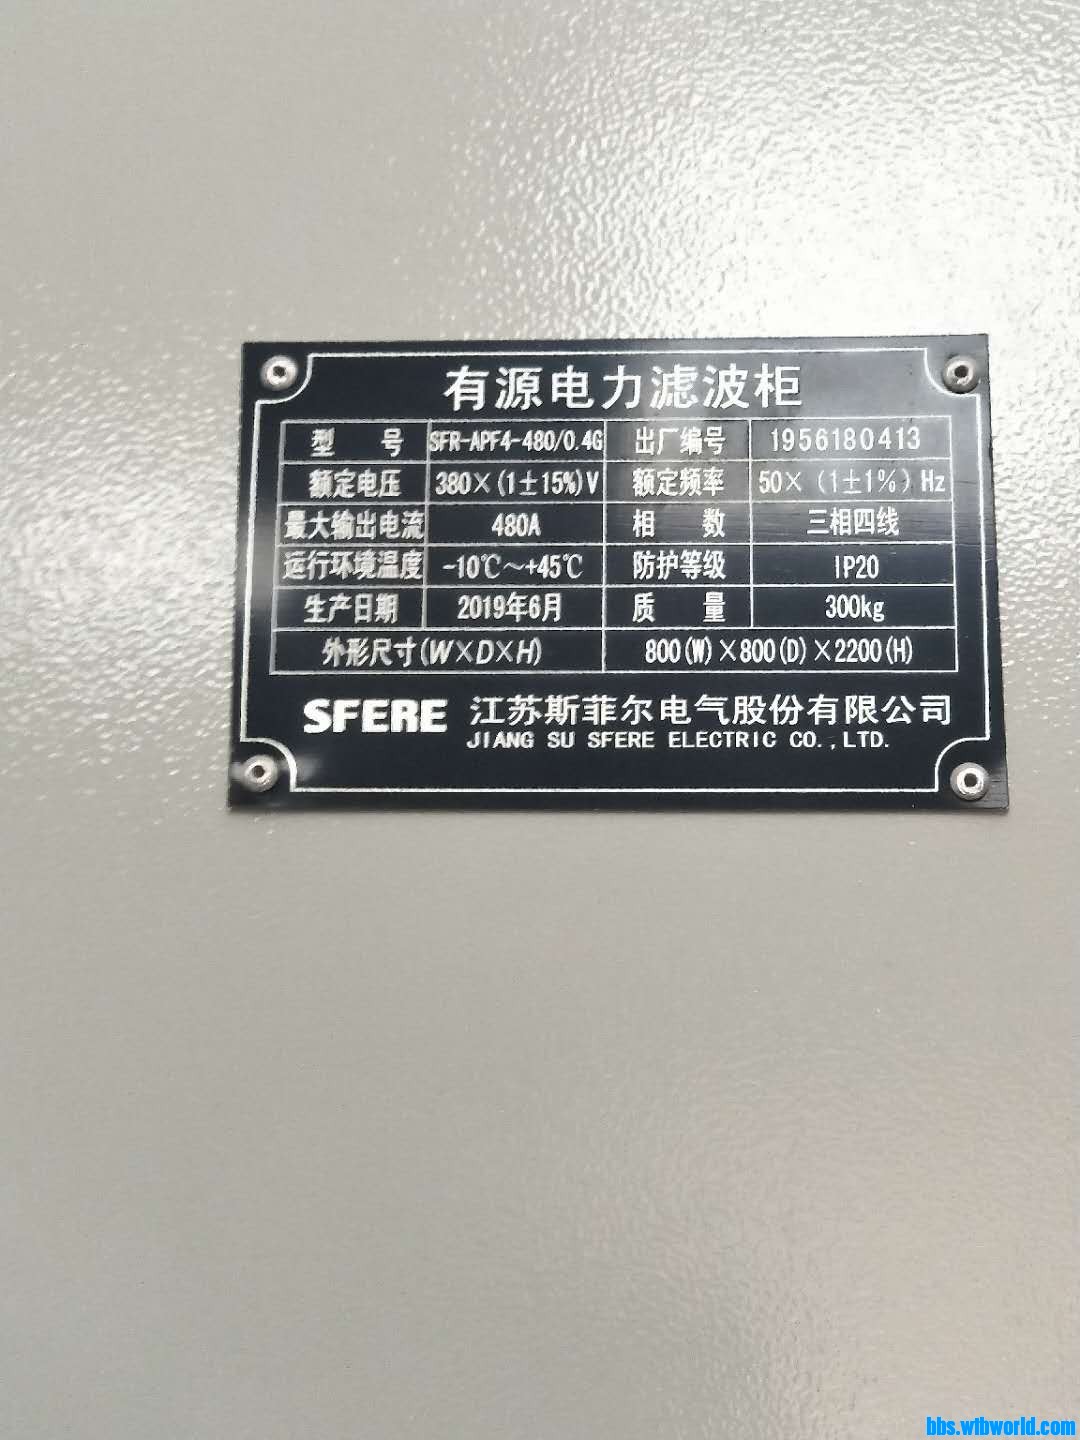 有源电力滤波柜
型 号 SFR-APF4-480/0.4G 出厂编号 1956180413
额定电压 380×(1±15%)V 额定频率 50×（1±1%）Hz
最大输出电流 480A 相 数 三相四线
运行环境温度 -10℃～+45℃ 防护等级 IP20
生产日期 2019年6月 质 量 300kg
外形尺寸(W×D×H) 800(W)×800(D)×2200(H)
SFERE 江苏斯菲尔电气股份有限公司
JIANG SU SFERE ELECTRIC CO.,LTD.
bbs.wtbworld.com